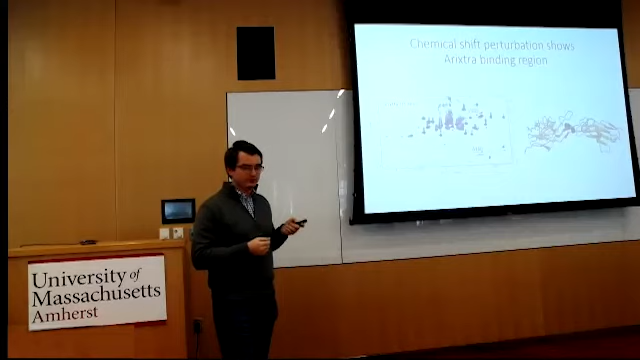 Chemical shift perturbation shows
Arixtra binding region
University of
Massachusetts
Amherst